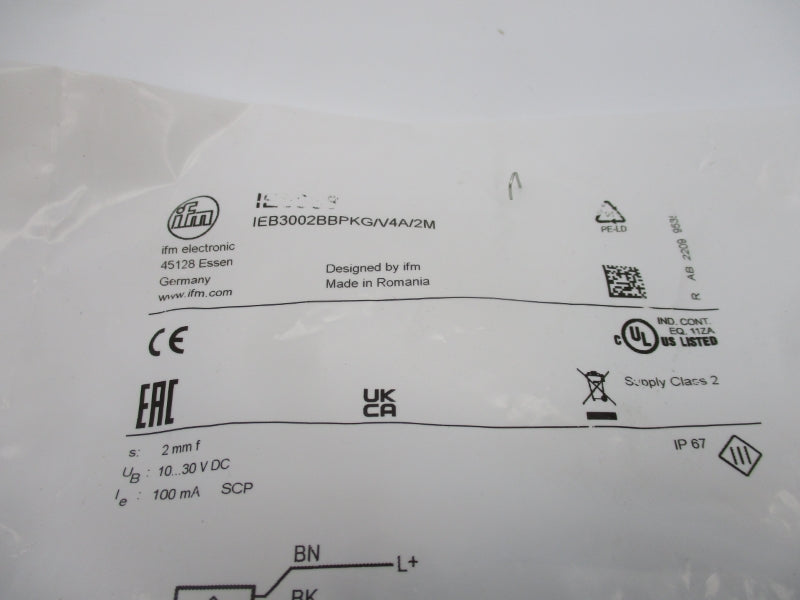 ifm
IEB3002BBPKG/V4A/2M
ifm electronic
45128 Essen
Germany
www.ifm.com
Designed by ifm
Made in Romania
PE-LD
R AB 2209 953
CE
C UL US LISTED
IND. CONT.
EQ. 11ZA
EAC
UK
CA
Supply Class 2
s: 2 mm f
UB : 10...30 V DC
Ie : 100 mA SCP
IP 67
BN
L+
BK